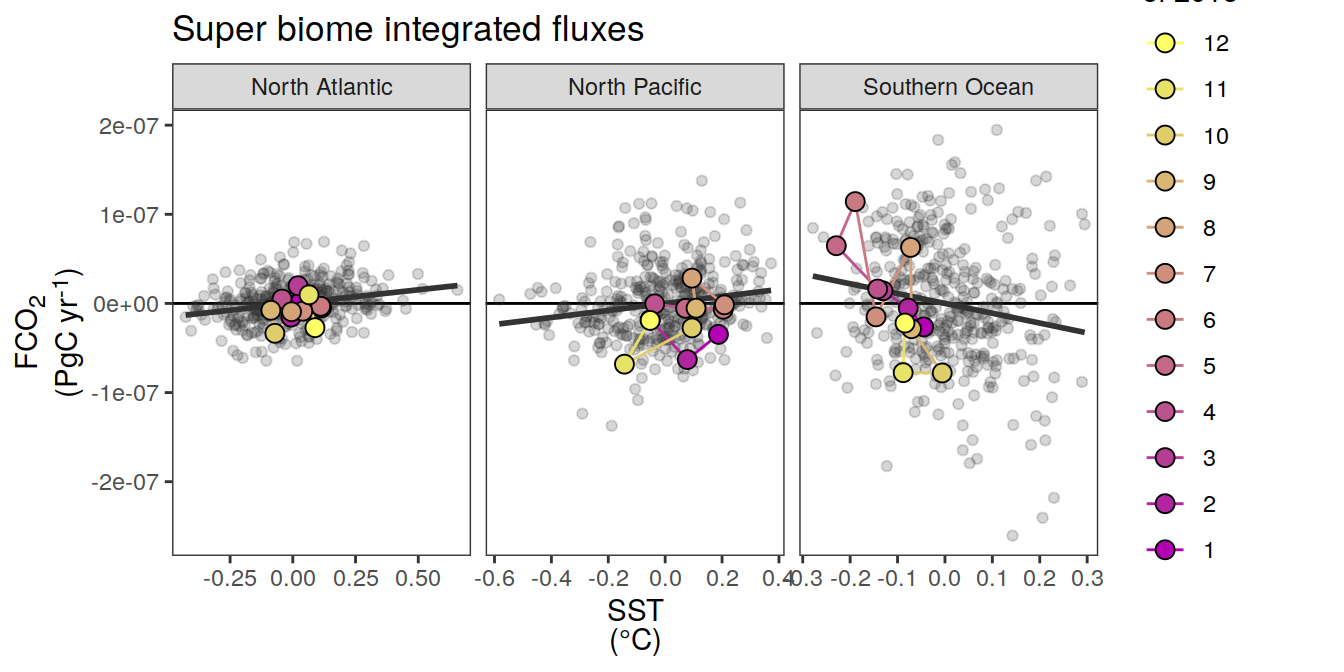 Super biome integrated fluxes
North Atlantic
North Pacific
Southern Ocean
2e-07
1e-07
0e+00
-1e-07
-2e-07
FCO₂
(PgC yr⁻¹)
-0.25 0.00 0.25 0.50
-0.6 -0.4 -0.2 0.0 0.2 0.4
-0.3 -0.2 -0.1 0.0 0.1 0.2 0.3
SST
(°C)
12
11
10
9
8
7
6
5
4
3
2
1